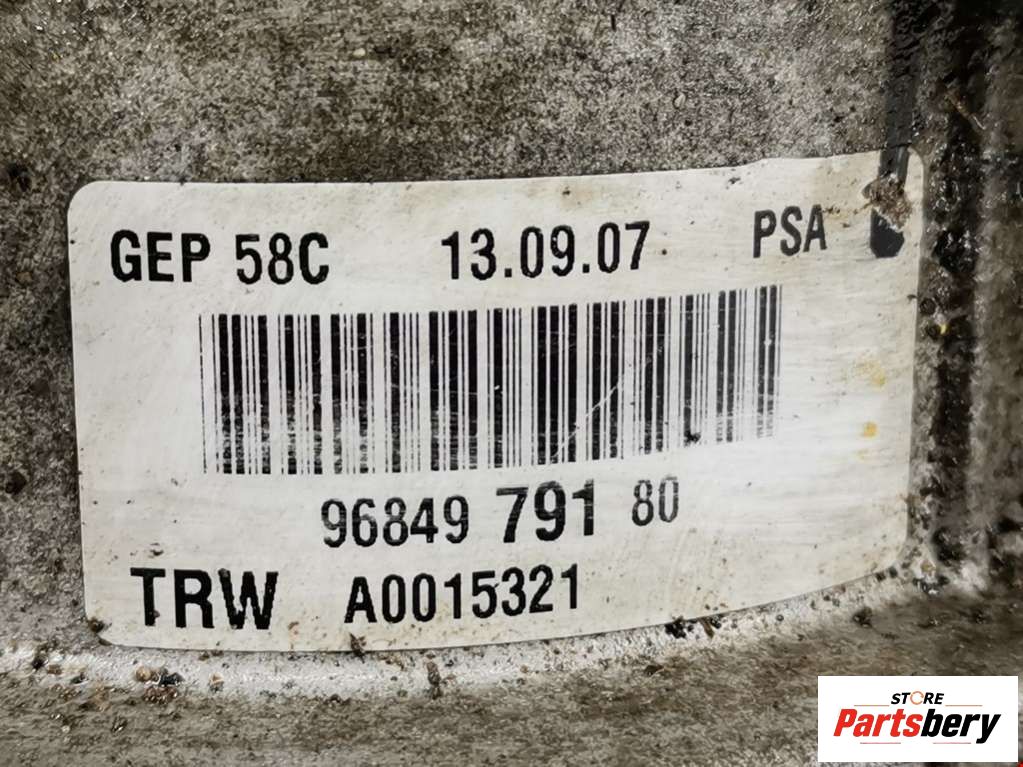 GEP 58C 13.09.07 PSA
96849 791 80
TRW A0015321
STORE
Partsbery